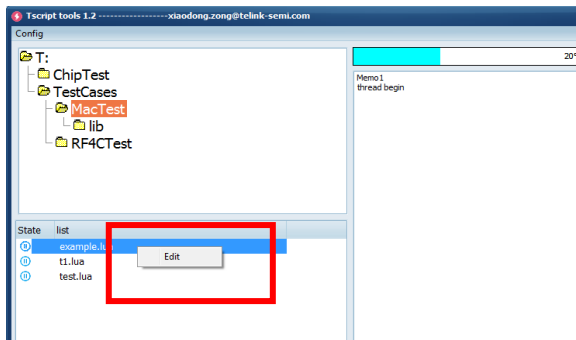 Tscript tools 1.2 -----------------xiaodong.zong@telink-semi.com
Config
T:
ChipTest
TestCases
MacTest
lib
RF4CTest
20%
Memo1
thread begin
State list
example.lua
Edit
t1.lua
test.lua